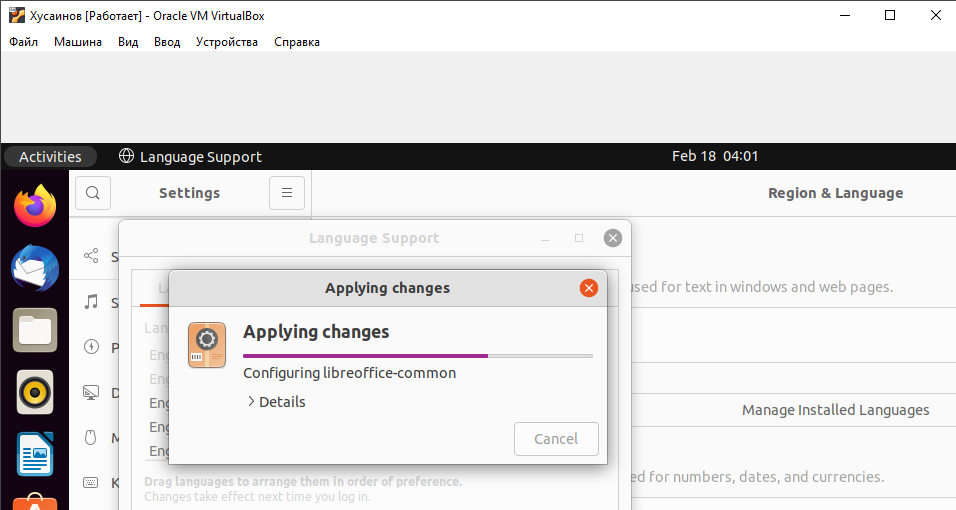 Хусаинов [Работает] - Oracle VM VirtualBox
Файл Машина Вид Ввод Устройства Справка
Activities Language Support Feb 18 04:01
Settings Region & Language
Language Support
S
Applying changes
used for text in windows and web pages.
S
Lan
Applying changes
P
Eng
Configuring libreoffice-common
Eng
D
Details
Eng
Manage Installed Languages
M
Eng
Cancel
Eng
K
Drag languages to arrange them in order of preference.
ed for numbers, dates, and currencies.
Changes take effect next time you log in.